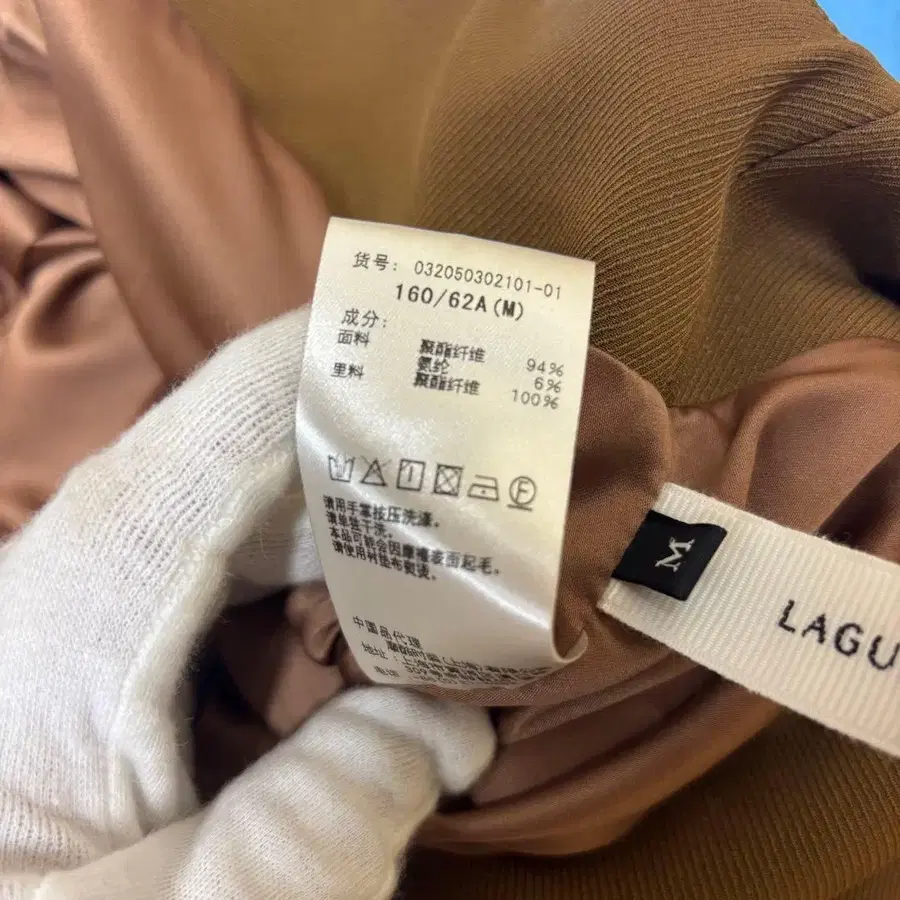 货号: 032050302101-01
160/62A(M)
成分:
面料 聚酯纤维 94%
氨纶 6%
里料 聚酯纤维 100%
请用手掌按压洗涤。
请单独干洗。
本品可能会因摩擦表面起毛。
请使用衬垫布熨烫。
中国总代理
地址:
M
LAGU